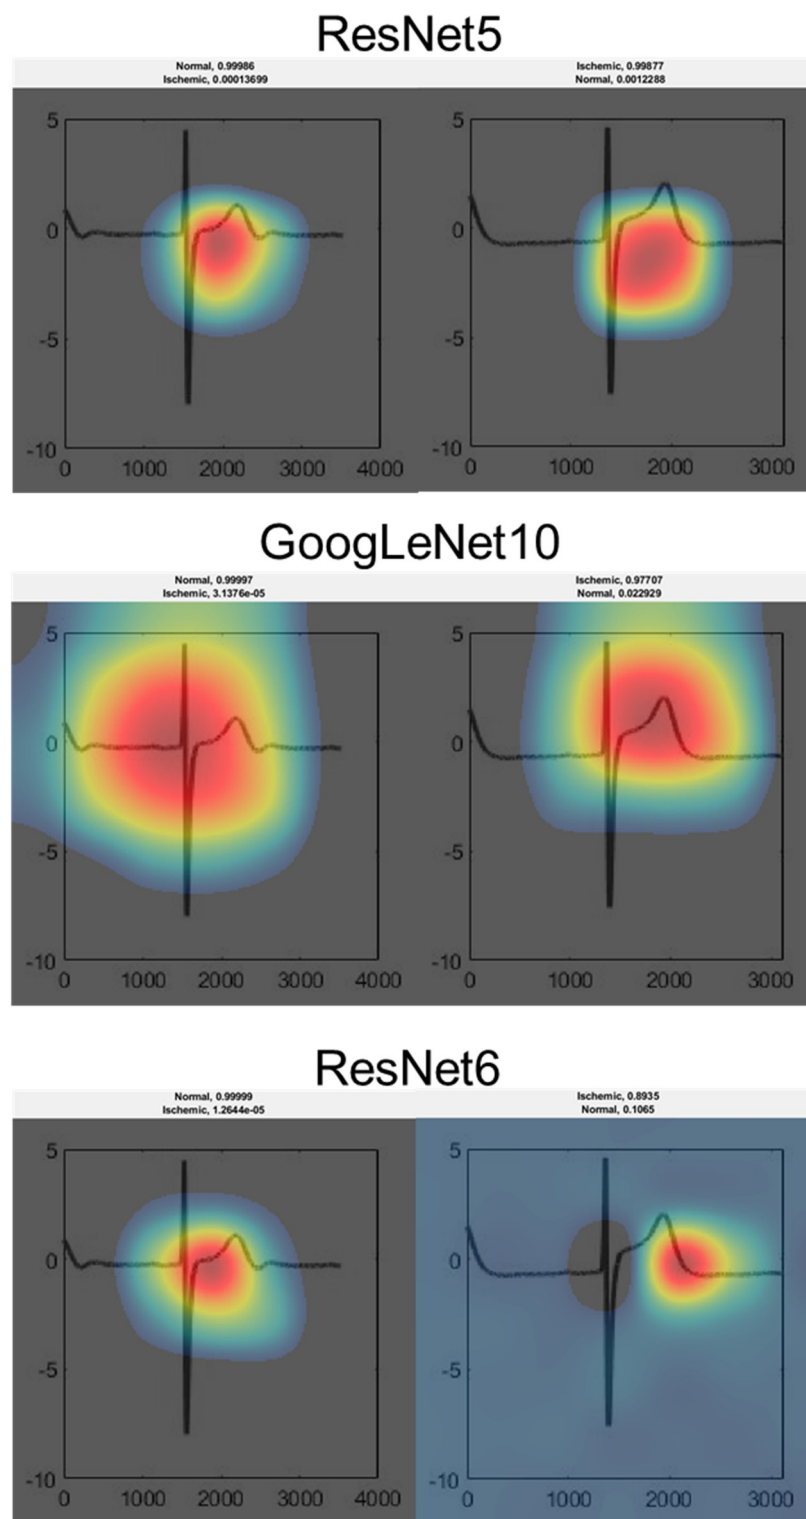 ResNet5
Normal, 0.99986
Ischemic, 0.00013699
Ischemic, 0.99877
Normal, 0.0012288
5
0
-5
-10
0 1000 2000 3000 4000
5
0
-5
-10
0 1000 2000 3000
GoogLeNet10
Normal, 0.99997
Ischemic, 3.1376e-05
Ischemic, 0.97707
Normal, 0.022929
5
0
-5
-10
0 1000 2000 3000 4000
5
0
-5
-10
0 1000 2000 3000
ResNet6
Normal, 0.99999
Ischemic, 1.2644e-05
Ischemic, 0.8935
Normal, 0.1065
5
0
-5
-10
0 1000 2000 3000 4000
5
0
-5
-10
0 1000 2000 3000